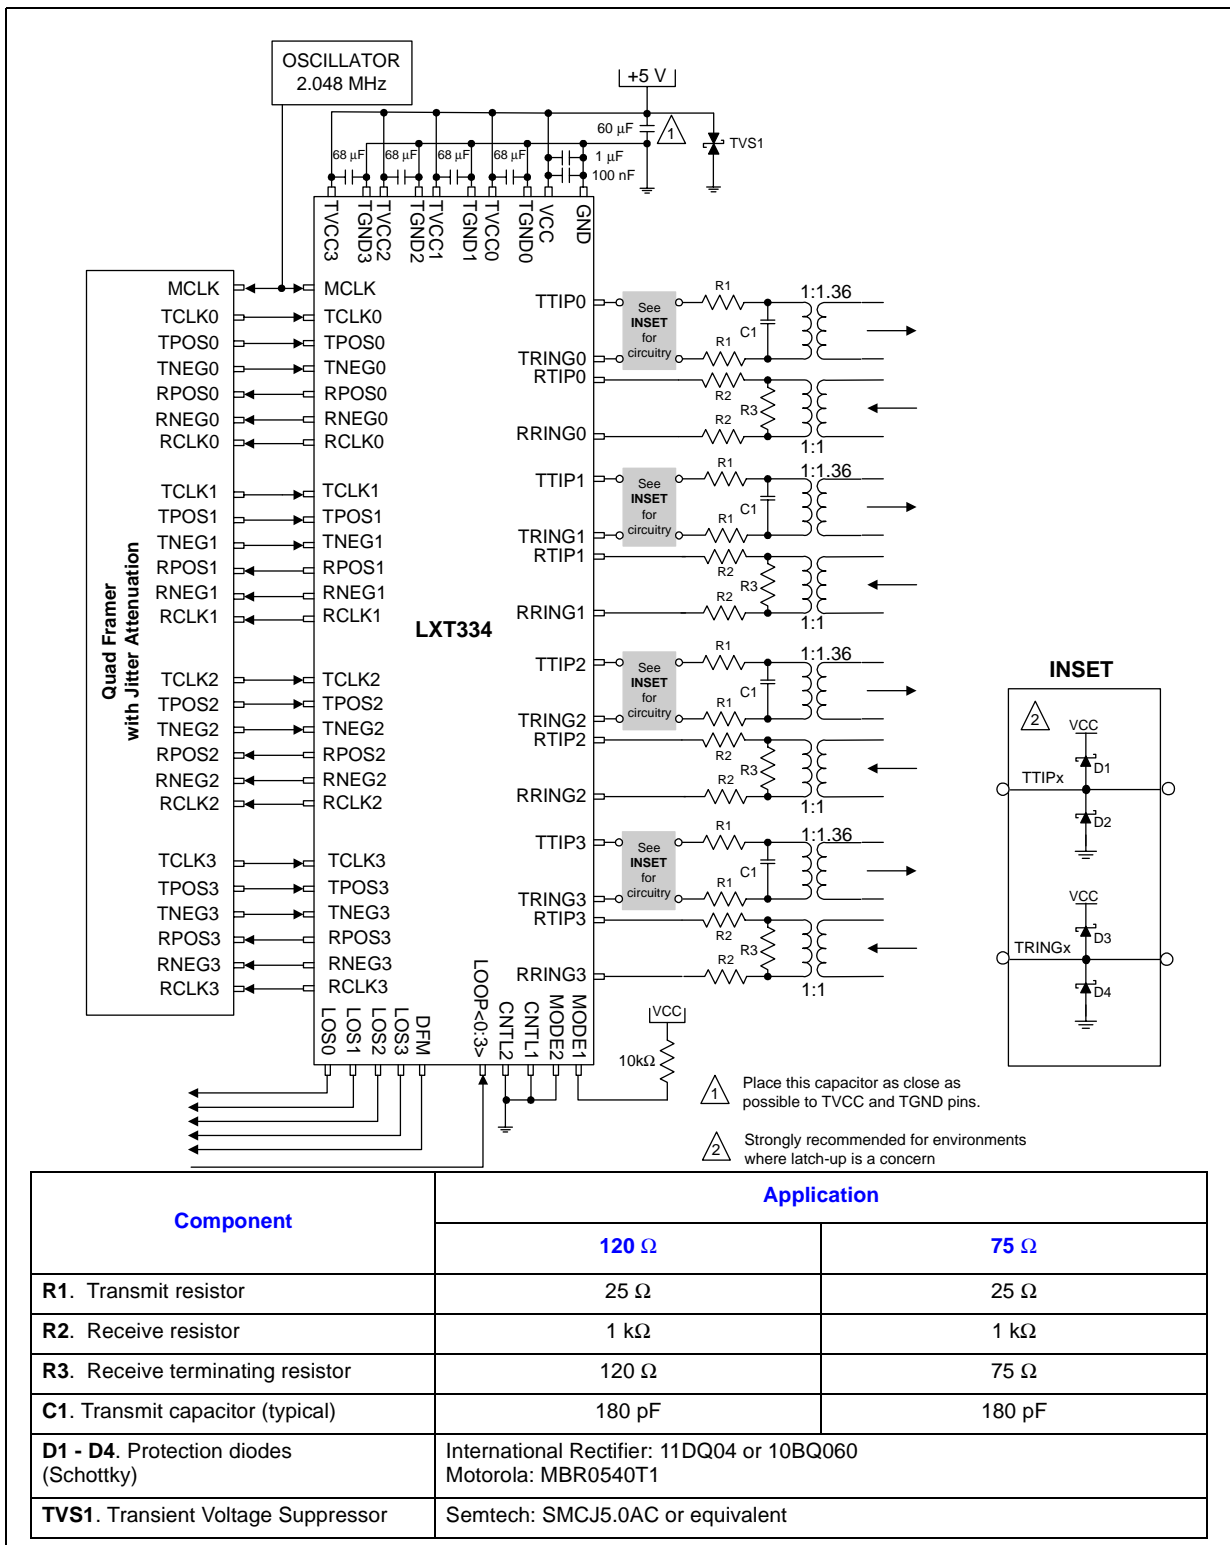 OSCILLATOR
2.048 MHz
+5 V
60 µF
1
TVS1
68 µF
68 µF
68 µF
68 µF
1 µF
100 nF
TVCC3
TGND3
TVCC2
TGND2
TVCC1
TGND1
TVCC0
TGND0
VCC
GND
Quad Framer
with Jitter Attenuation
LXT334
MCLK MCLK
TCLK0 TCLK0
TPOS0 TPOS0
TNEG0 TNEG0
RPOS0 RPOS0
RNEG0 RNEG0
RCLK0 RCLK0
TCLK1 TCLK1
TPOS1 TPOS1
TNEG1 TNEG1
RPOS1 RPOS1
RNEG1 RNEG1
RCLK1 RCLK1
TCLK2 TCLK2
TPOS2 TPOS2
TNEG2 TNEG2
RPOS2 RPOS2
RNEG2 RNEG2
RCLK2 RCLK2
TCLK3 TCLK3
TPOS3 TPOS3
TNEG3 TNEG3
RPOS3 RPOS3
RNEG3 RNEG3
RCLK3 RCLK3
TTIP0
TRING0
RTIP0
RRING0
See
INSET
for
circuitry
R1
C1
R1
1:1.36
R2
R3
R2
1:1
TTIP1
TRING1
RTIP1
RRING1
See
INSET
for
circuitry
R1
C1
R1
1:1.36
R2
R3
R2
1:1
TTIP2
TRING2
RTIP2
RRING2
See
INSET
for
circuitry
R1
C1
R1
1:1.36
R2
R3
R2
1:1
TTIP3
TRING3
RTIP3
RRING3
See
INSET
for
circuitry
R1
C1
R1
1:1.36
R2
R3
R2
1:1
LOS0
LOS1
LOS2
LOS3
DFM
LOOP<0:3>
CNTL2
CNTL1
MODE2
MODE1
VCC
10kΩ
INSET
2
VCC
D1
TTIPx
D2
VCC
D3
TRINGx
D4
1 Place this capacitor as close as
possible to TVCC and TGND pins.
2 Strongly recommended for environments
where latch-up is a concern
Component Application
120 Ω 75 Ω
R1. Transmit resistor 25 Ω 25 Ω
R2. Receive resistor 1 kΩ 1 kΩ
R3. Receive terminating resistor 120 Ω 75 Ω
C1. Transmit capacitor (typical) 180 pF 180 pF
D1 - D4. Protection diodes
(Schottky)
International Rectifier: 11DQ04 or 10BQ060
Motorola: MBR0540T1
TVS1. Transient Voltage Suppressor Semtech: SMCJ5.0AC or equivalent